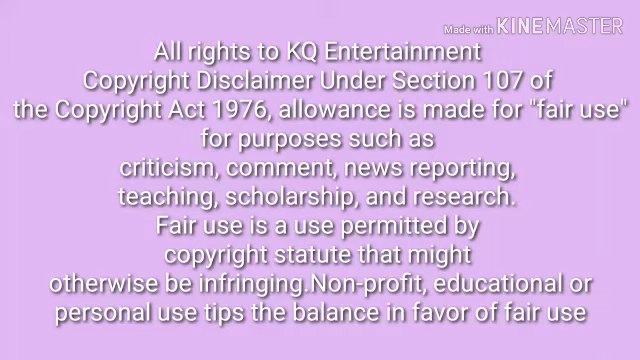 Made with KINEMASTER
All rights to KQ Entertainment
Copyright Disclaimer Under Section 107 of
the Copyright Act 1976, allowance is made for "fair use"
for purposes such as
criticism, comment, news reporting,
teaching, scholarship, and research.
Fair use is a use permitted by
copyright statute that might
otherwise be infringing.Non-profit, educational or
personal use tips the balance in favor of fair use